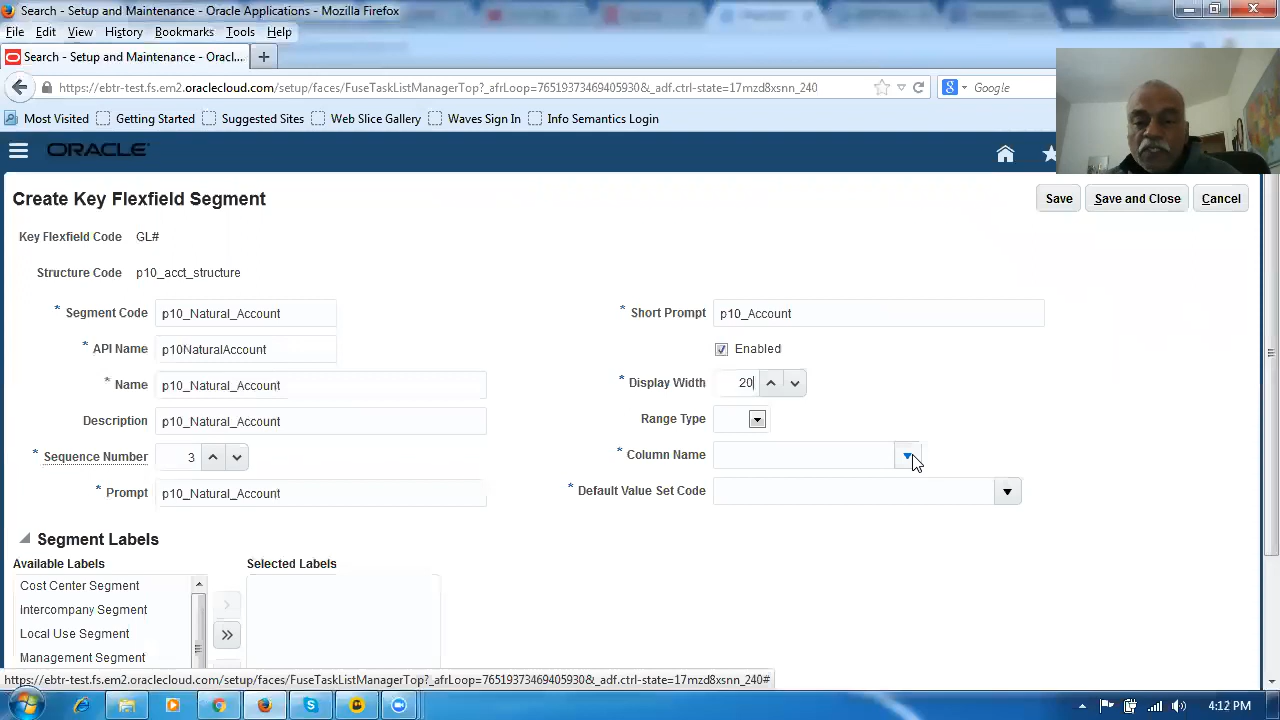 Search - Setup and Maintenance - Oracle Applications - Mozilla Firefox
File Edit View History Bookmarks Tools Help
Search - Setup and Maintenance - Oracl...
https://ebtr-test.fs.em2.oraclecloud.com/setup/faces/FuseTaskListManagerTop?_afrLoop=76519373469405930&_adf.ctrl-state=17mzd8xsnn_240
Google
Most Visited Getting Started Suggested Sites Web Slice Gallery Waves Sign In Info Semantics Login
ORACLE
Create Key Flexfield Segment
Save Save and Close Cancel
Key Flexfield Code GL#
Structure Code p10_acct_structure
* Segment Code p10_Natural_Account
* Short Prompt p10_Account
* API Name p10NaturalAccount
Enabled
* Name p10_Natural_Account
* Display Width 20
Description p10_Natural_Account
Range Type
* Sequence Number 3
* Column Name
* Prompt p10_Natural_Account
* Default Value Set Code
Segment Labels
Available Labels Selected Labels
Cost Center Segment
Intercompany Segment
Local Use Segment
Management Segment
https://ebtr-test.fs.em2.oraclecloud.com/setup/faces/FuseTaskListManagerTop?_afrLoop=76519373469405930&_adf.ctrl-state=17mzd8xsnn_240#
4:12 PM